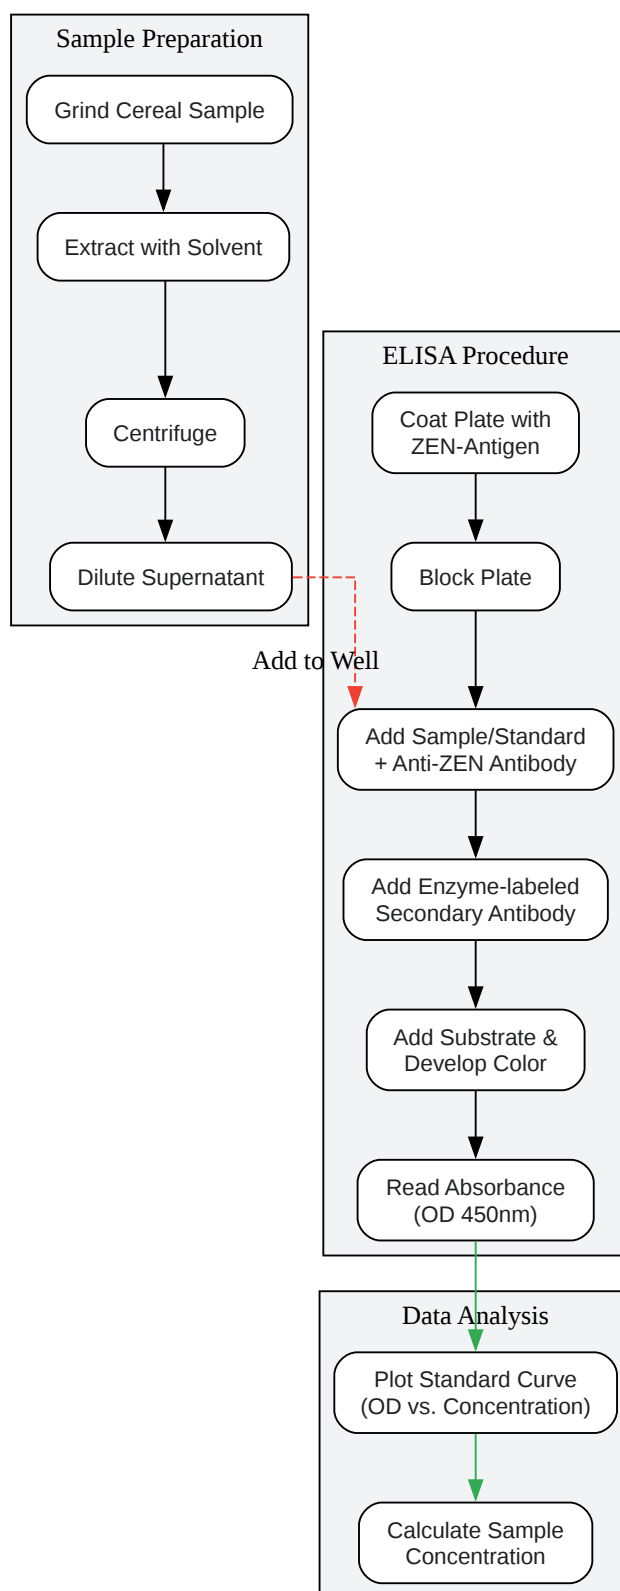 Sample Preparation
Grind Cereal Sample
Extract with Solvent
Centrifuge
Dilute Supernatant
Add to Well
ELISA Procedure
Coat Plate with
ZEN-Antigen
Block Plate
Add Sample/Standard
+ Anti-ZEN Antibody
Add Enzyme-labeled
Secondary Antibody
Add Substrate &
Develop Color
Read Absorbance
(OD 450nm)
Data Analysis
Plot Standard Curve
(OD vs. Concentration)
Calculate Sample
Concentration